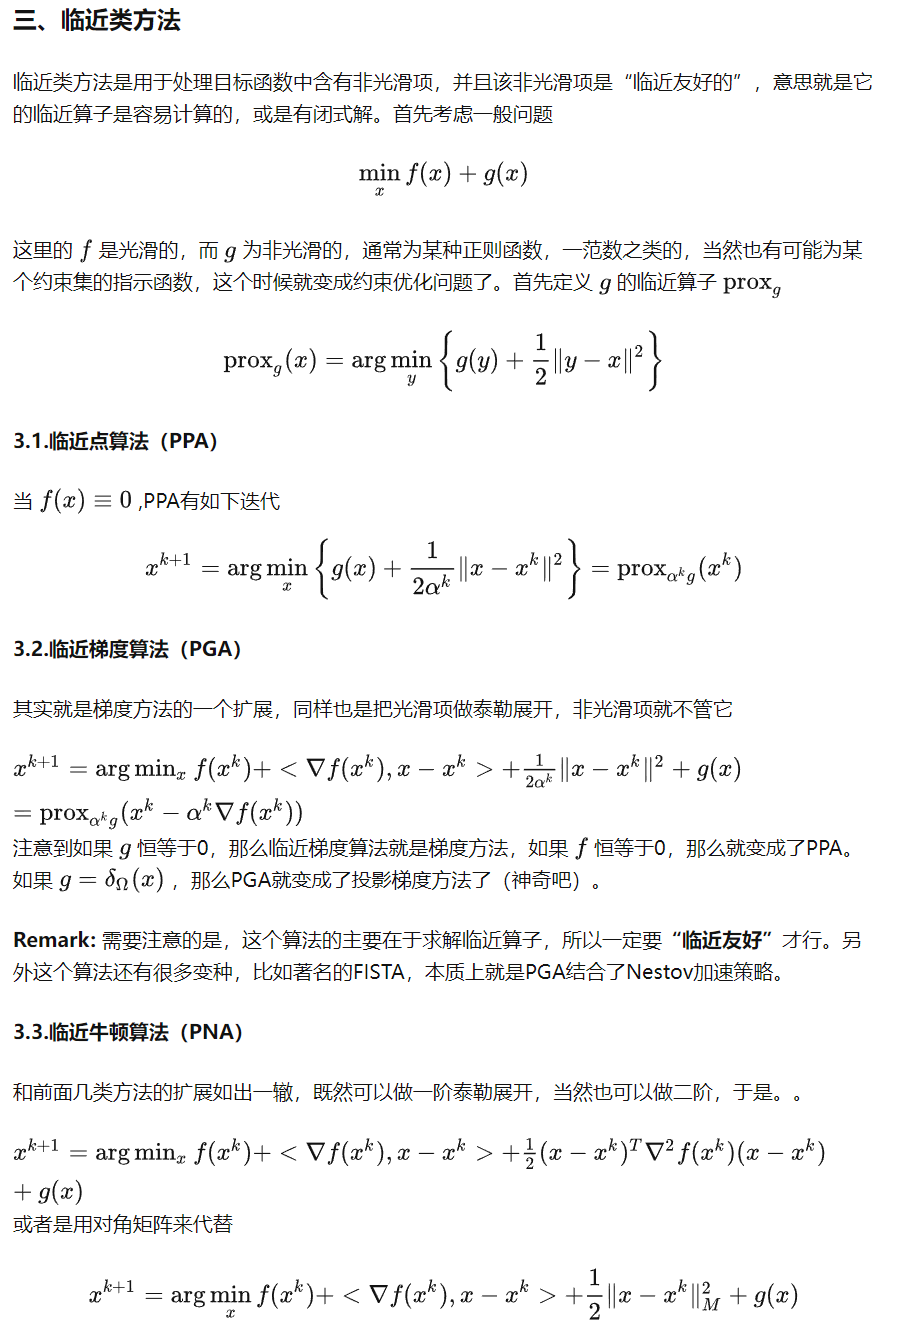 三、临近类方法
临近类方法是用于处理目标函数中含有非光滑项，并且该非光滑项是“临近友好的”，意思就是它
的临近算子是容易计算的，或是有闭式解。首先考虑一般问题
$$\min_x f(x) + g(x)$$
这里的 $f$ 是光滑的，而 $g$ 为非光滑的，通常为某种正则函数，一范数之类的，当然也有可能为某
个约束集的指示函数，这个时候就变成约束优化问题了。首先定义 $g$ 的临近算子 $\text{prox}_g$
$$\text{prox}_g(x) = \arg\min_y \left\{ g(y) + \frac{1}{2}\|y - x\|^2 \right\}$$
3.1.临近点算法（PPA）
当 $f(x) \equiv 0$ ,PPA有如下迭代
$$x^{k+1} = \arg\min_x \left\{ g(x) + \frac{1}{2\alpha^k}\|x - x^k\|^2 \right\} = \text{prox}_{\alpha^k g}(x^k)$$
3.2.临近梯度算法（PGA）
其实就是梯度方法的一个扩展，同样也是把光滑项做泰勒展开，非光滑项就不管它
$x^{k+1} = \arg\min_x f(x^k) + < \nabla f(x^k), x - x^k > + \frac{1}{2\alpha^k}\|x - x^k\|^2 + g(x)$
$= \text{prox}_{\alpha^k g}(x^k - \alpha^k \nabla f(x^k))$
注意到如果 $g$ 恒等于0，那么临近梯度算法就是梯度方法，如果 $f$ 恒等于0，那么就变成了PPA。
如果 $g = \delta_\Omega(x)$ ，那么PGA就变成了投影梯度方法了（神奇吧）。
Remark: 需要注意的是，这个算法的主要在于求解临近算子，所以一定要“临近友好”才行。另
外这个算法还有很多变种，比如著名的FISTA，本质上就是PGA结合了Nestov加速策略。
3.3.临近牛顿算法（PNA）
和前面几类方法的扩展如出一辙，既然可以做一阶泰勒展开，当然也可以做二阶，于是。。
$x^{k+1} = \arg\min_x f(x^k) + < \nabla f(x^k), x - x^k > + \frac{1}{2}(x - x^k)^T \nabla^2 f(x^k)(x - x^k)$
$+ g(x)$
或者是用对角矩阵来代替
$$x^{k+1} = \arg\min_x f(x^k) + < \nabla f(x^k), x - x^k > + \frac{1}{2}\|x - x^k\|_M^2 + g(x)$$